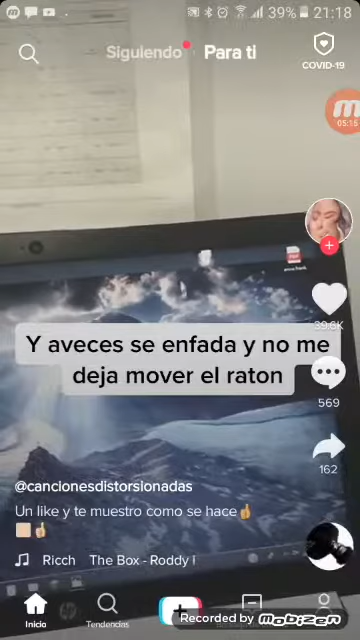 39% 21:18
Siguiendo Para ti
COVID-19
05:15
Y aveces se enfada y no me
deja mover el raton
39.6K
569
162
@cancionesdistorsionadas
Un like y te muestro como se hace
Ricch The Box - Roddy I
Inicio
Tendencias
Recorded by
mobizen